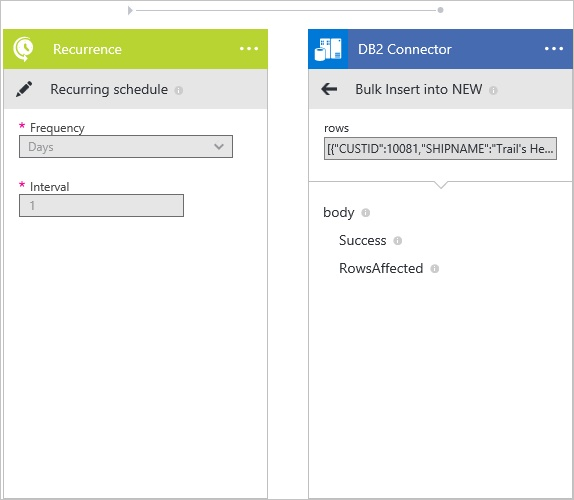 Recurrence
Recurring schedule
* Frequency
Days
* Interval
1
DB2 Connector
Bulk Insert into NEW
rows
[{"CUSTID":10081,"SHIPNAME":"Trail's He...
body
Success
RowsAffected